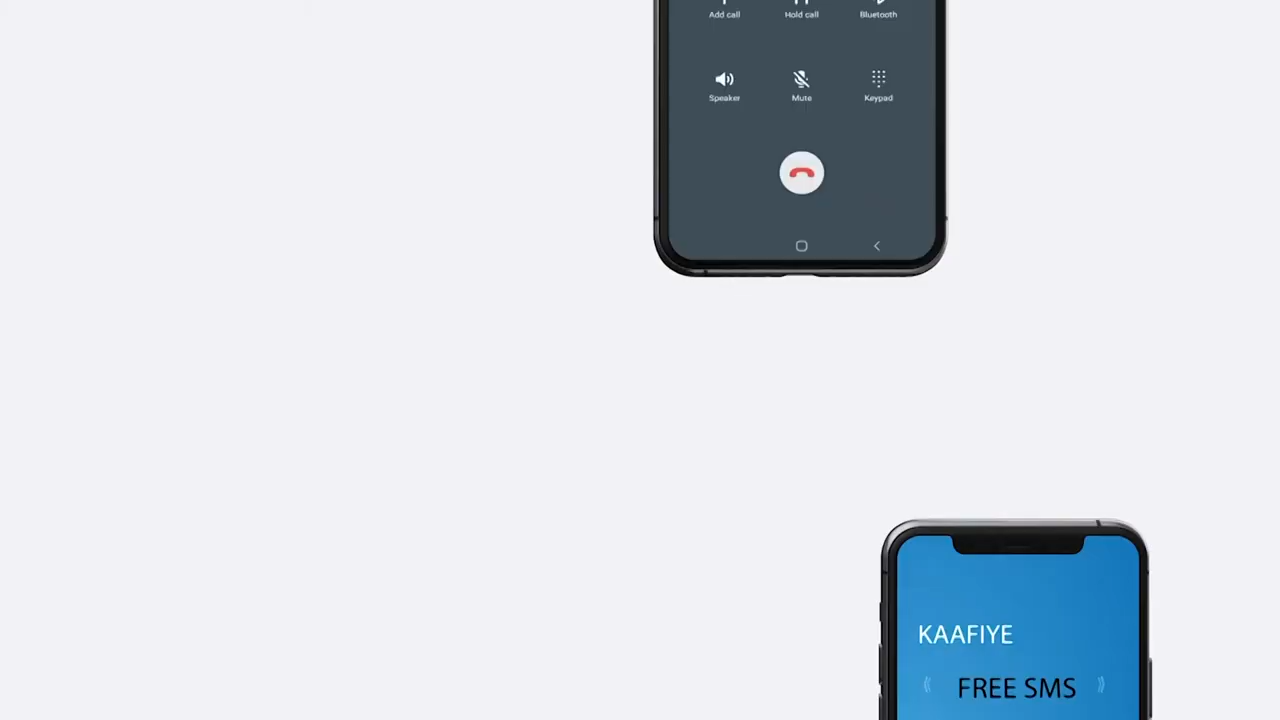 Add call Hold call Bluetooth
Speaker Mute Keypad
KAAFIYE
FREE SMS